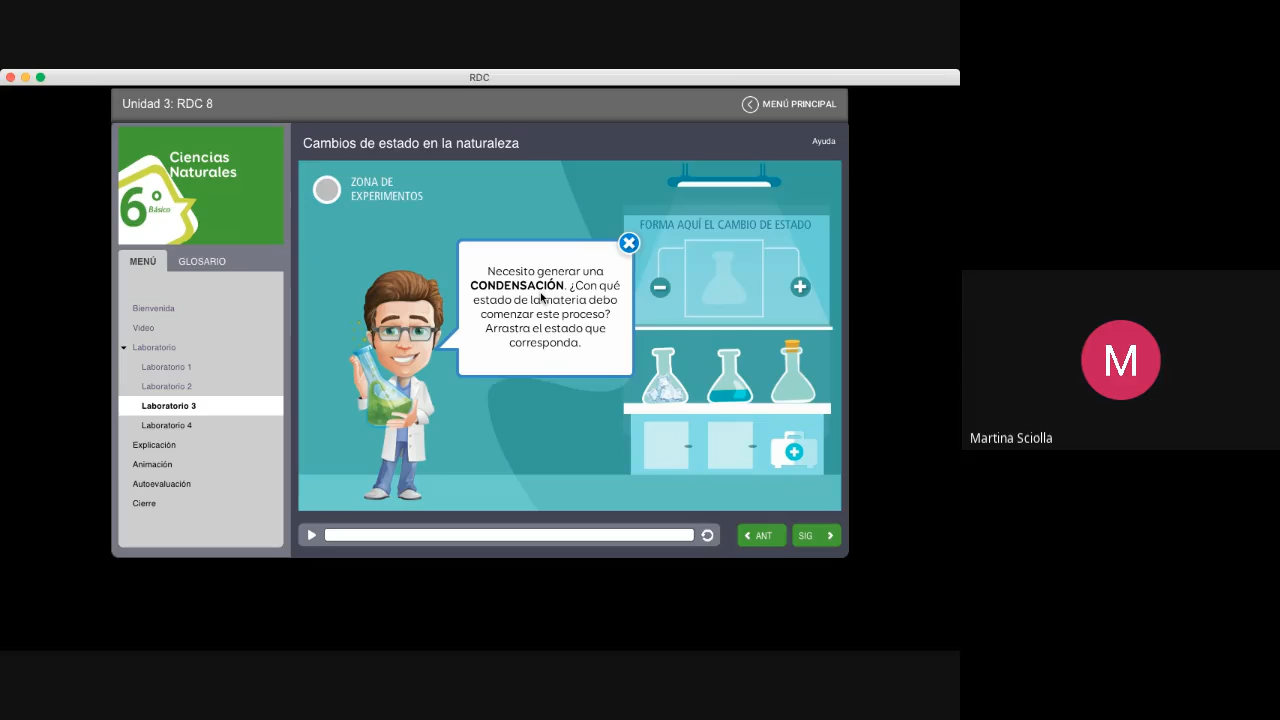 RDC
Unidad 3: RDC 8
MENÚ PRINCIPAL
Ciencias
Naturales
6° Básico
Cambios de estado en la naturaleza
Ayuda
ZONA DE
EXPERIMENTOS
FORMA AQUÍ EL CAMBIO DE ESTADO
Necesito generar una
CONDENSACIÓN. ¿Con qué
estado de la materia debo
comenzar este proceso?
Arrastra el estado que
corresponda.
MENÚ
GLOSARIO
Bienvenida
Video
Laboratorio
Laboratorio 1
Laboratorio 2
Laboratorio 3
Laboratorio 4
Explicación
Animación
Autoevaluación
Cierre
ANT
SIG
M
Martina Sciolla